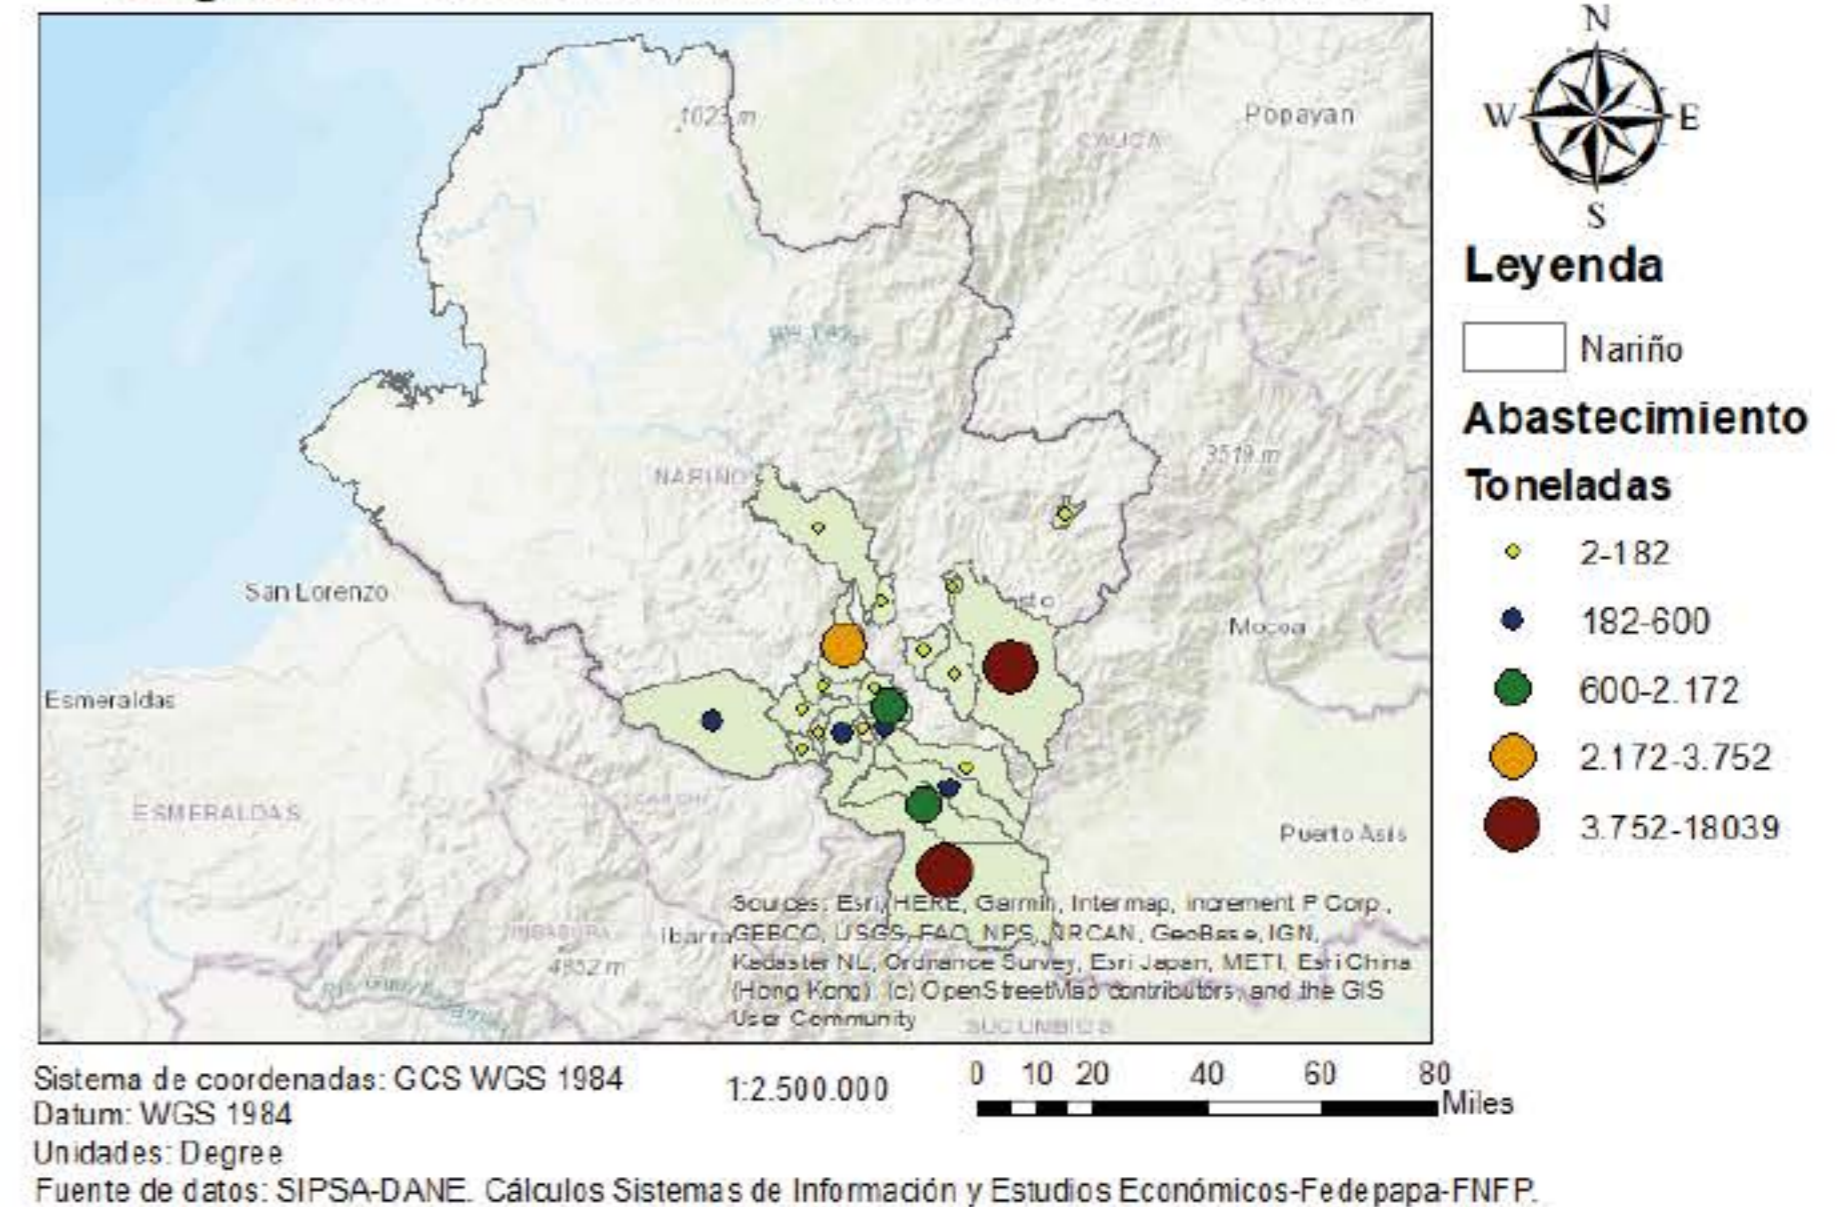 N
W E
S
1023 m
Popayan
CAUCA
NARIÑO
3519 m
San Lorenzo
Mocoa
Esmeraldas
ESMERALDAS
CARCHI
Puerto Asís
IMBABURA
Ibarra
4952 m
SUCUMBIOS
Sources: Esri, HERE, Garmin, Intermap, increment P Corp.,
GEBCO, USGS, FAO, NPS, NRCAN, GeoBase, IGN,
Kadaster NL, Ordnance Survey, Esri Japan, METI, Esri China
(Hong Kong), (c) OpenStreetMap contributors, and the GIS
User Community
Leyenda
Nariño
Abastecimiento
Toneladas
2-182
182-600
600-2.172
2.172-3.752
3.752-18039
Sistema de coordenadas: GCS WGS 1984
Datum: WGS 1984
Unidades: Degree
1:2.500.000
0 10 20 40 60 80
Miles
Fuente de datos: SIPSA-DANE. Cálculos Sistemas de Información y Estudios Económicos-Fedepapa-FNFP.